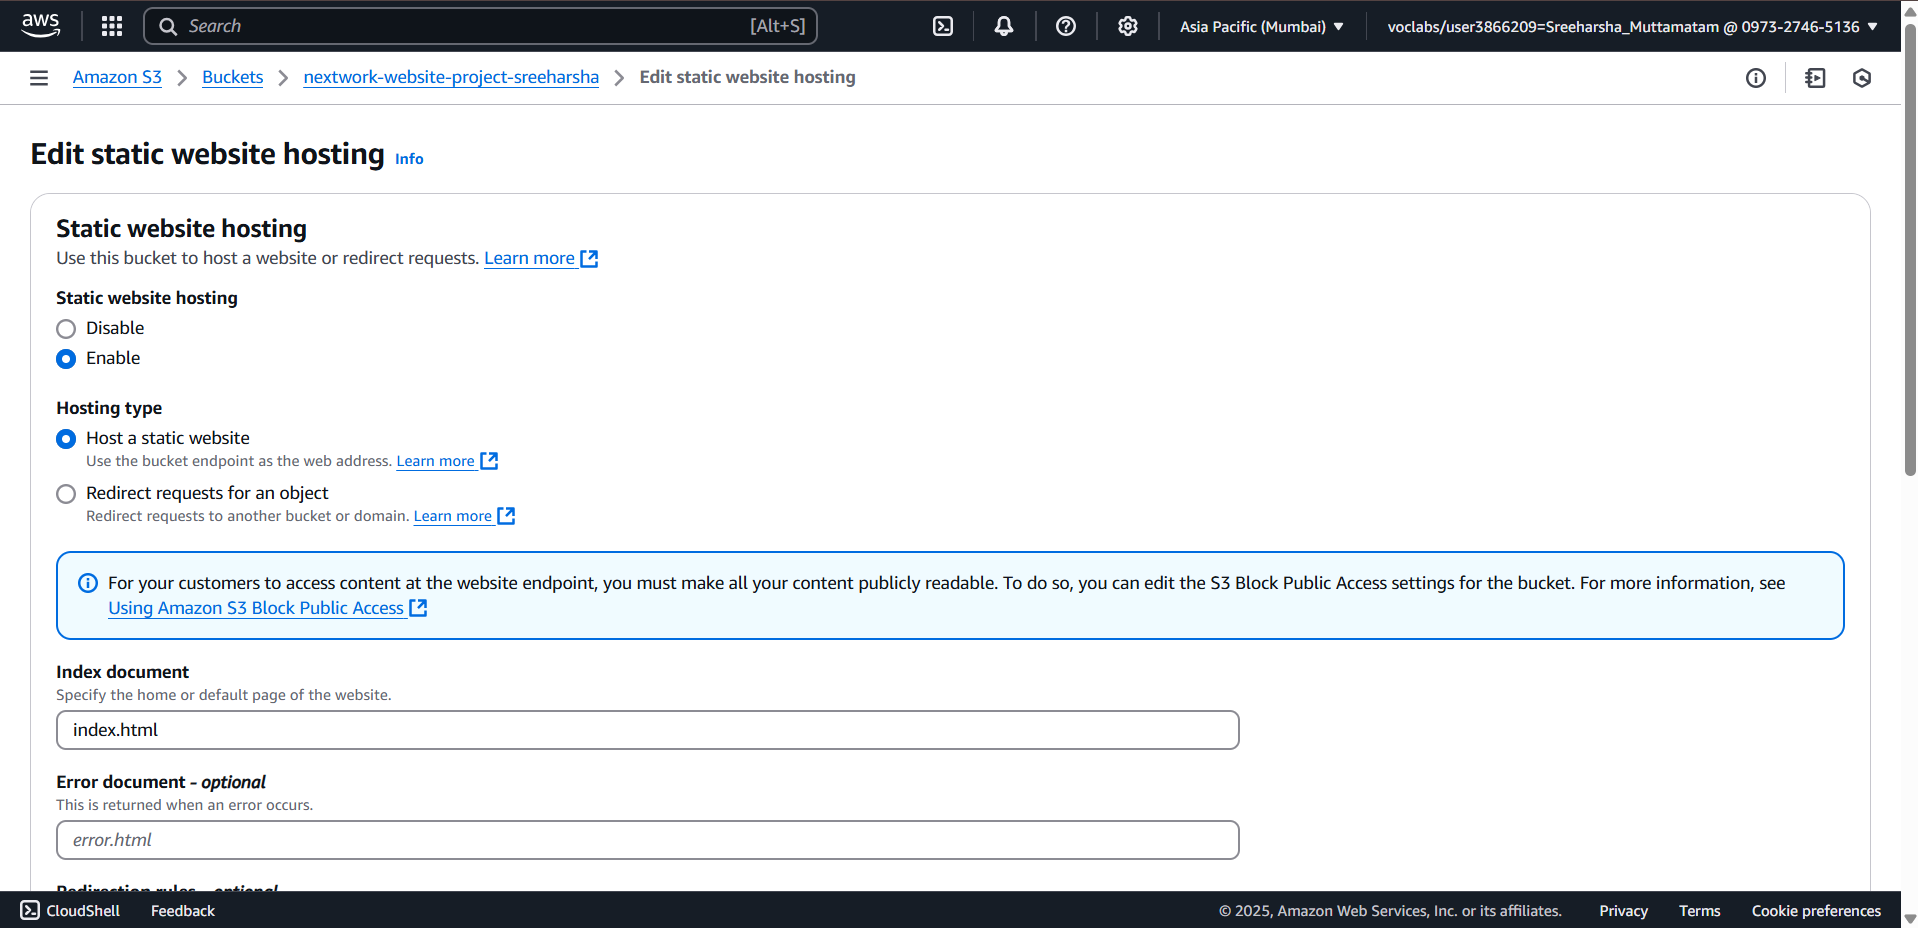 aws
Search [Alt+S]
Asia Pacific (Mumbai)
voclabs/user3866209=Sreeharsha_Muttamatam @ 0973-2746-5136
Amazon S3 > Buckets > nextwork-website-project-sreeharsha > Edit static website hosting
Edit static website hosting Info
Static website hosting
Use this bucket to host a website or redirect requests. Learn more
Static website hosting
Disable
Enable
Hosting type
Host a static website
Use the bucket endpoint as the web address. Learn more
Redirect requests for an object
Redirect requests to another bucket or domain. Learn more
For your customers to access content at the website endpoint, you must make all your content publicly readable. To do so, you can edit the S3 Block Public Access settings for the bucket. For more information, see
Using Amazon S3 Block Public Access
Index document
Specify the home or default page of the website.
index.html
Error document - optional
This is returned when an error occurs.
error.html
Redirection rules - optional
CloudShell Feedback
© 2025, Amazon Web Services, Inc. or its affiliates. Privacy Terms Cookie preferences